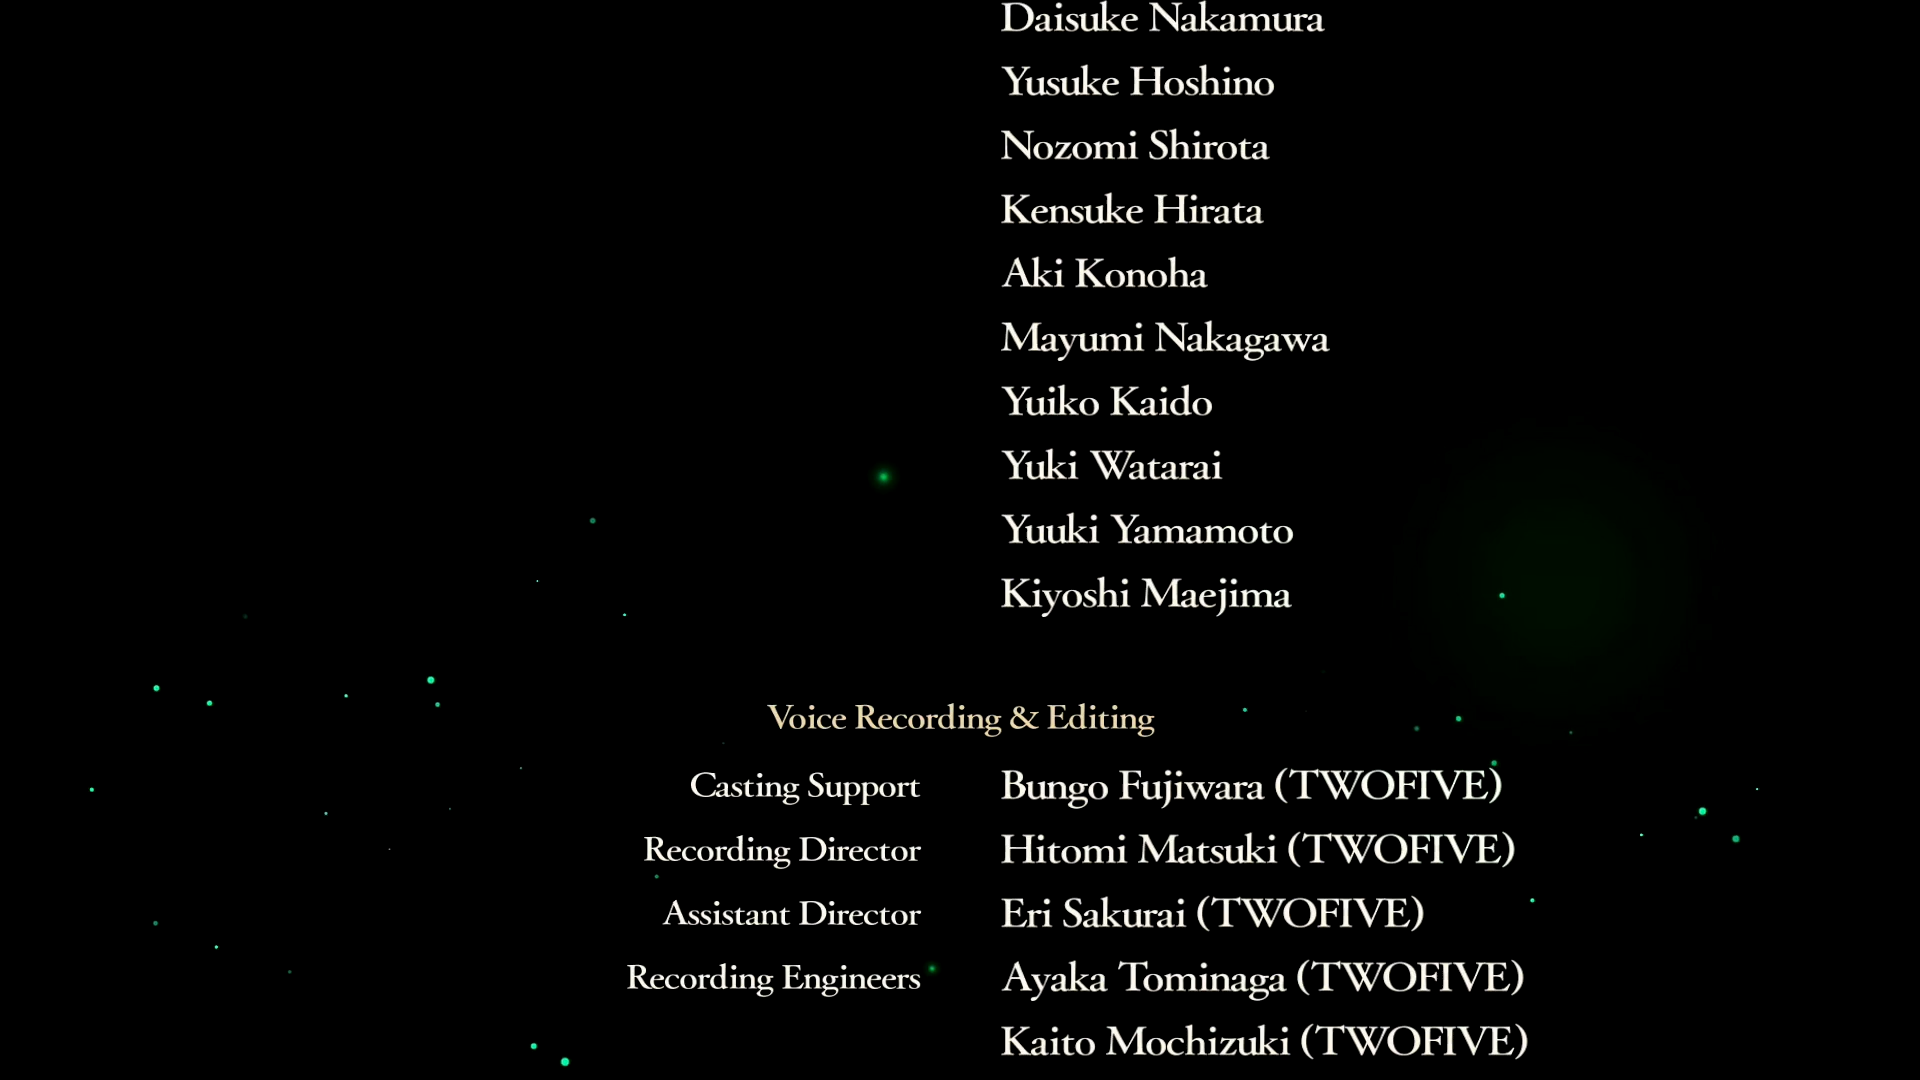 Daisuke Nakamura
Yusuke Hoshino
Nozomi Shirota
Kensuke Hirata
Aki Konoha
Mayumi Nakagawa
Yuiko Kaido
Yuki Watarai
Yuuki Yamamoto
Kiyoshi Maejima
Voice Recording & Editing
Casting Support Bungo Fujiwara (TWOFIVE)
Recording Director Hitomi Matsuki (TWOFIVE)
Assistant Director Eri Sakurai (TWOFIVE)
Recording Engineers Ayaka Tominaga (TWOFIVE)
Kaito Mochizuki (TWOFIVE)